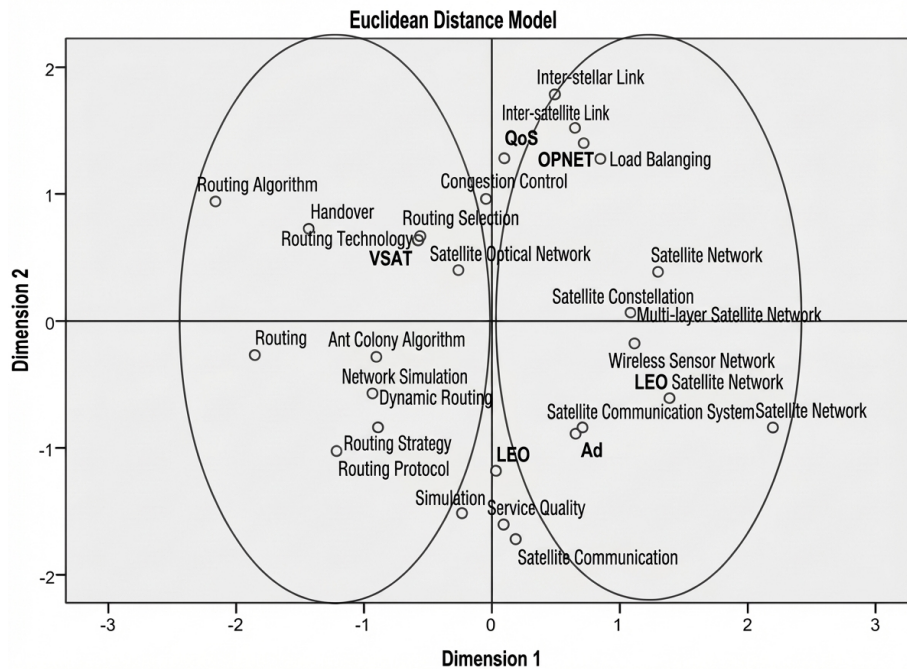 Euclidean Distance Model
2
Inter-stellar Link
Inter-satellite Link
QoS
OPNET Load Balanging
Congestion Control
1
Routing Algorithm
Handover
Routing Selection
Routing Technology
VSAT
Satellite Optical Network
Satellite Network
Satellite Constellation
Multi-layer Satellite Network
0
Routing
Ant Colony Algorithm
Wireless Sensor Network
Network Simulation
LEO Satellite Network
Dynamic Routing
Satellite Communication System Satellite Network
Routing Strategy
Ad
LEO
-1
Routing Protocol
Simulation
Service Quality
Satellite Communication
-2
-3 -2 -1 0 1 2 3
Dimension 1
Dimension 2